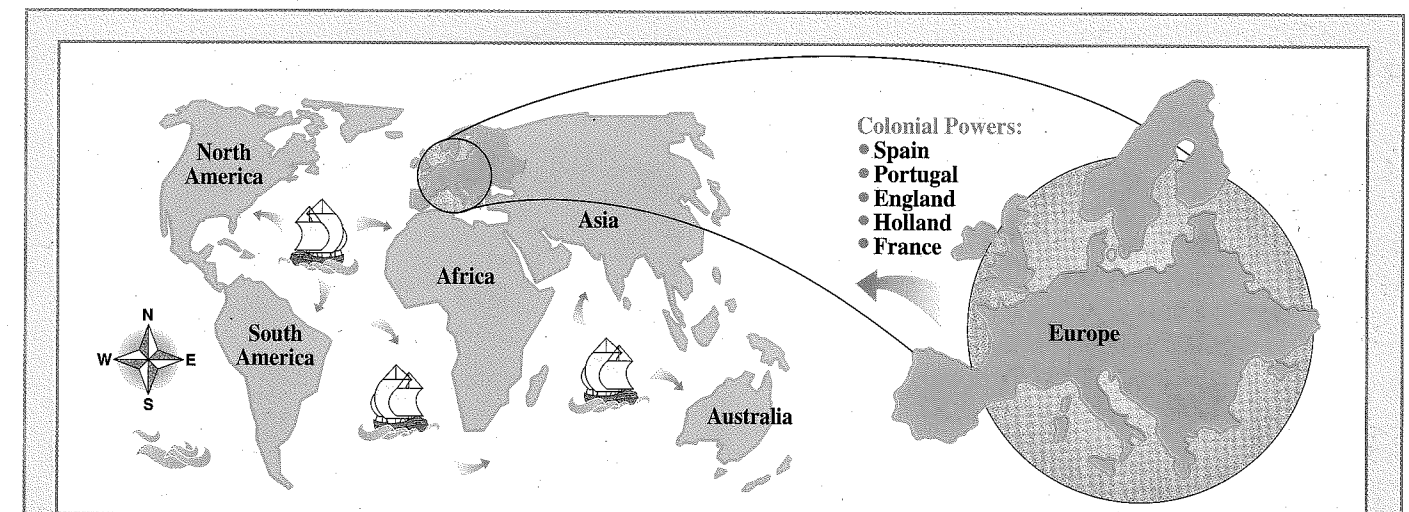 North
America
Asia
Africa
South
America
Australia
N
W
E
S
Colonial Powers:
• Spain
• Portugal
• England
• Holland
• France
Europe